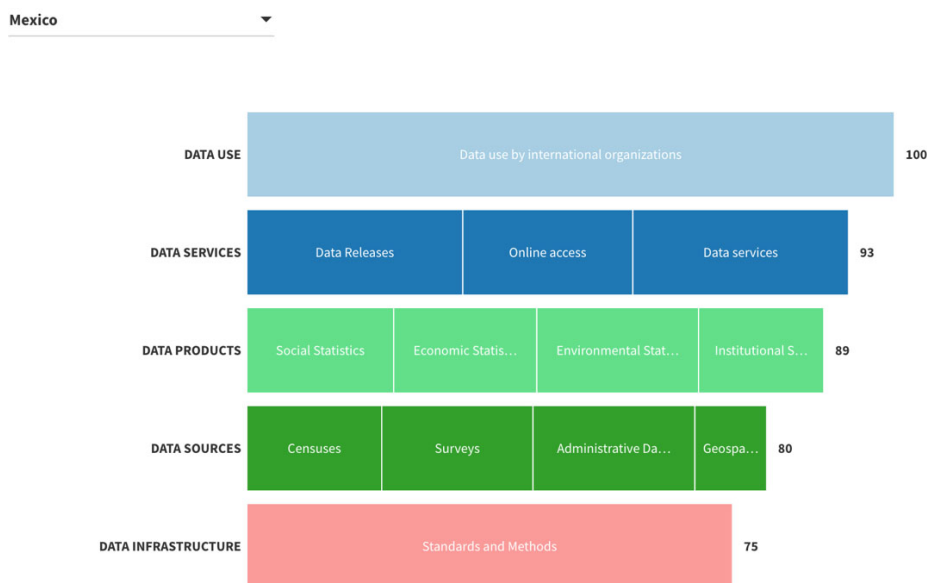 Mexico
DATA USE
Data use by international organizations
100
DATA SERVICES
Data Releases
Online access
Data services
93
DATA PRODUCTS
Social Statistics
Economic Statis...
Environmental Stat...
Institutional S...
89
DATA SOURCES
Censuses
Surveys
Administrative Da...
Geospa...
80
DATA INFRASTRUCTURE
Standards and Methods
75